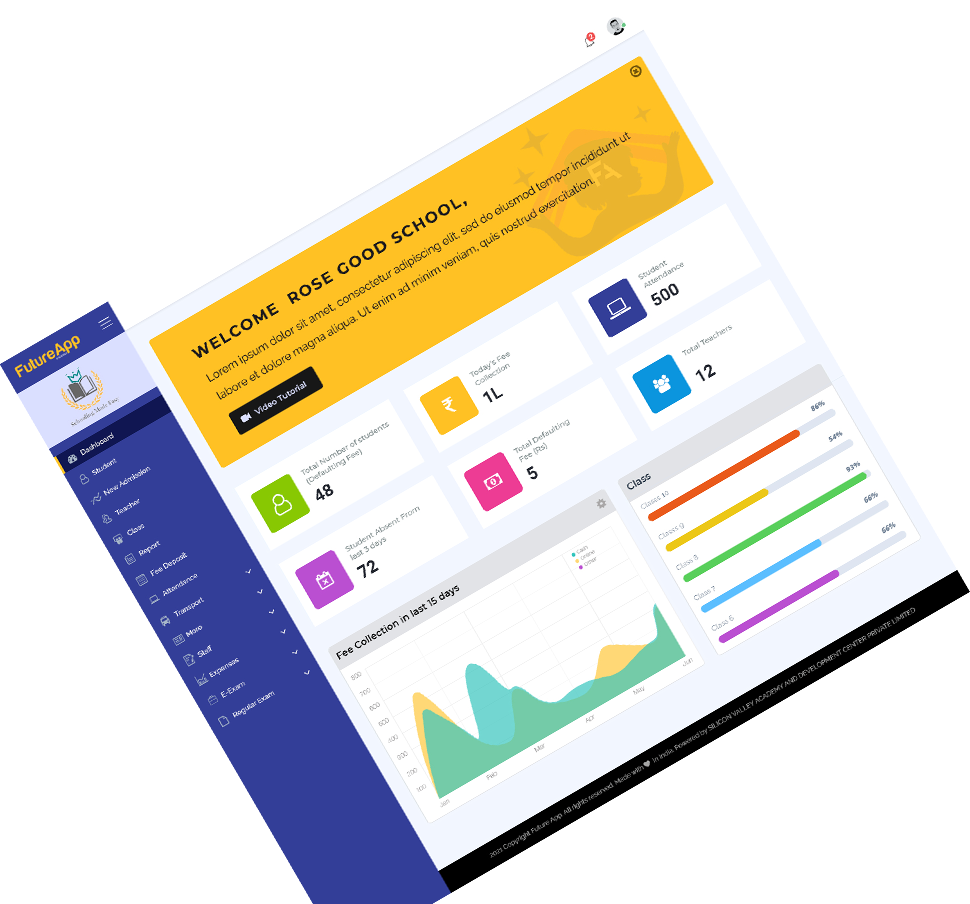 2
FutureApp
Schooling Made Easy
Dashboard
Student
New Admission
Teacher
Class
Report
Fee Deposit
Attendance
Transport
More
Staff
Expenses
E-Exam
Regular Exam
WELCOME ROSE GOOD SCHOOL,
Lorem ipsum dolor sit amet, consectetur adipiscing elit, sed do eiusmod tempor incididunt ut
labore et dolore magna aliqua. Ut enim ad minim veniam, quis nostrud exercitation.
FA
Video Tutorial
Total Number of students
(Defaulting Fee)
48
Today's Fee
Collection
1L
Student
Attendance
500
Student Absent From
last 3 days
72
Total Defaulting
Fee (Rs)
5
Total Teachers
12
Fee Collection in last 15 days
Cash
Online
Other
800
700
600
500
400
300
200
100
Jan
Feb
Mar
Apr
May
Jun
Class
Class 10
86%
Classs 9
54%
Class 8
93%
Class 7
66%
Class 6
66%
2021 Copyright Future App. All rights reserved. Made with in India. Powered by SILICON VALLEY ACADEMY AND DEVELOPMENT CENTER PRIVATE LIMITED